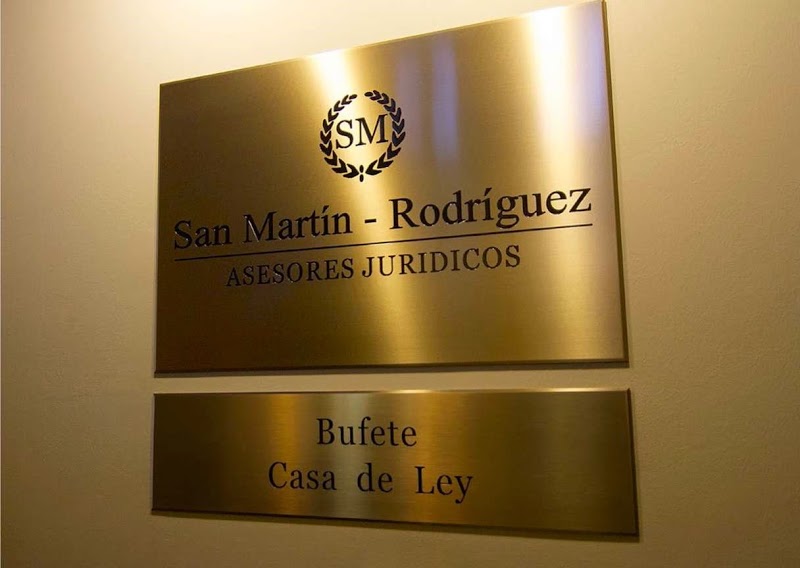 SM
San Martín - Rodríguez
ASESORES JURIDICOS
Bufete
Casa de Ley